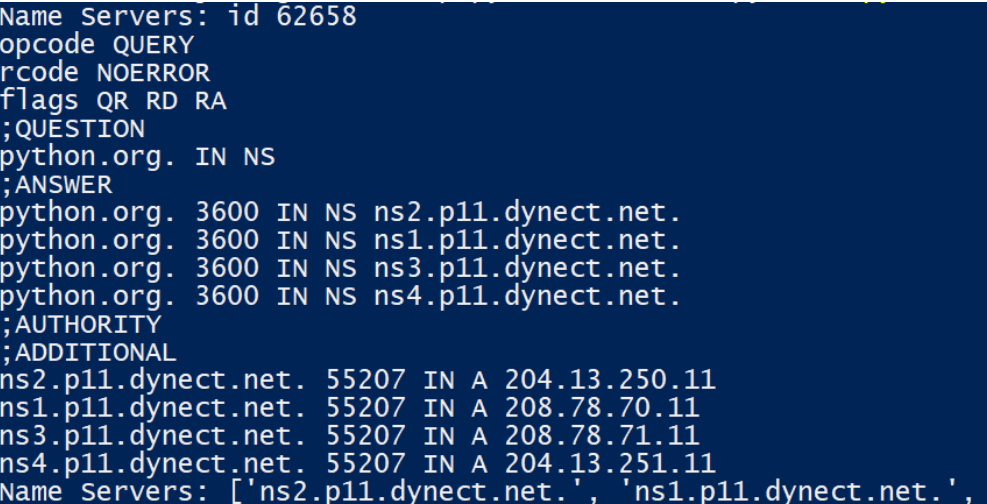 Name Servers: id 62658
opcode QUERY
rcode NOERROR
flags QR RD RA
;QUESTION
python.org. IN NS
;ANSWER
python.org. 3600 IN NS ns2.p11.dynect.net.
python.org. 3600 IN NS ns1.p11.dynect.net.
python.org. 3600 IN NS ns3.p11.dynect.net.
python.org. 3600 IN NS ns4.p11.dynect.net.
;AUTHORITY
;ADDITIONAL
ns2.p11.dynect.net. 55207 IN A 204.13.250.11
ns1.p11.dynect.net. 55207 IN A 208.78.70.11
ns3.p11.dynect.net. 55207 IN A 208.78.71.11
ns4.p11.dynect.net. 55207 IN A 204.13.251.11
Name Servers: ['ns2.p11.dynect.net.', 'ns1.p11.dynect.net.',